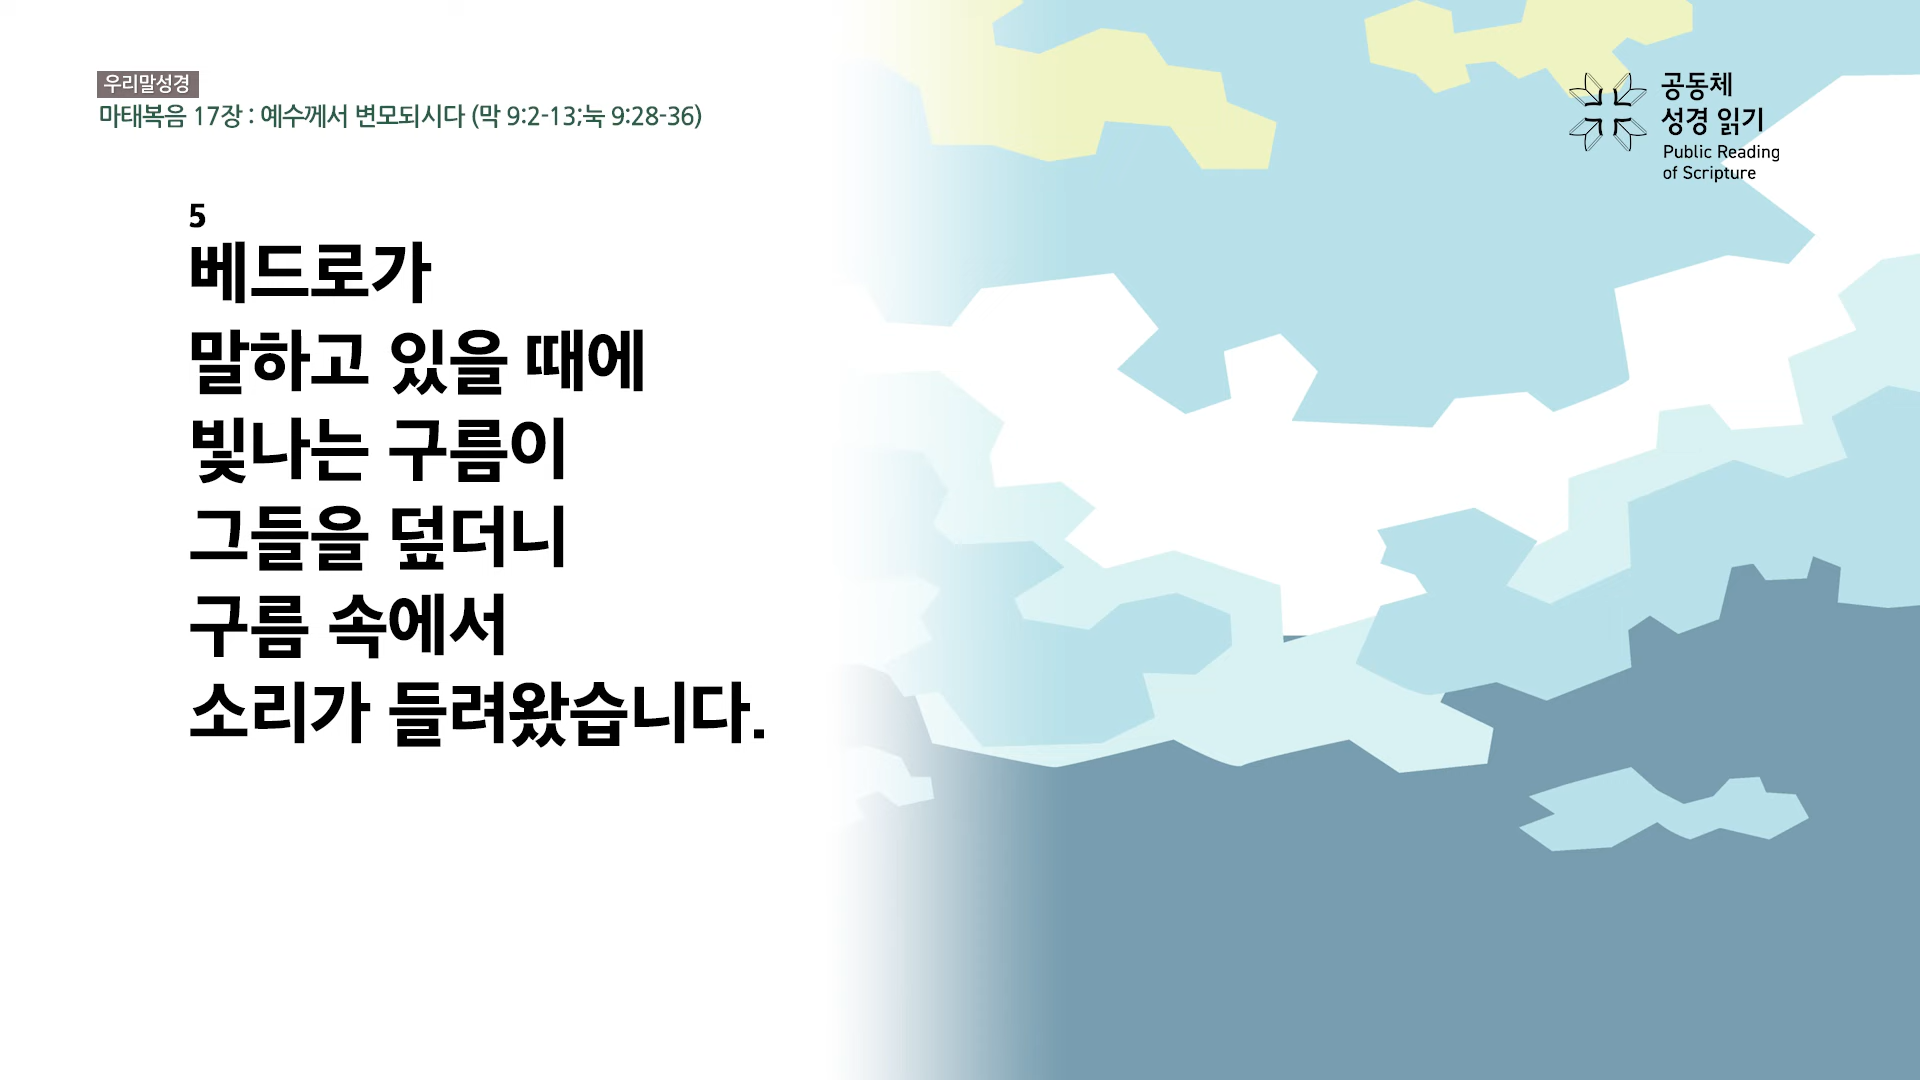 우리말성경
마태복음 17장 : 예수께서 변모되시다 (막 9:2-13;눅 9:28-36)
공동체
성경 읽기
Public Reading
of Scripture
5
베드로가
말하고 있을 때에
빛나는 구름이
그들을 덮더니
구름 속에서
소리가 들려왔습니다.